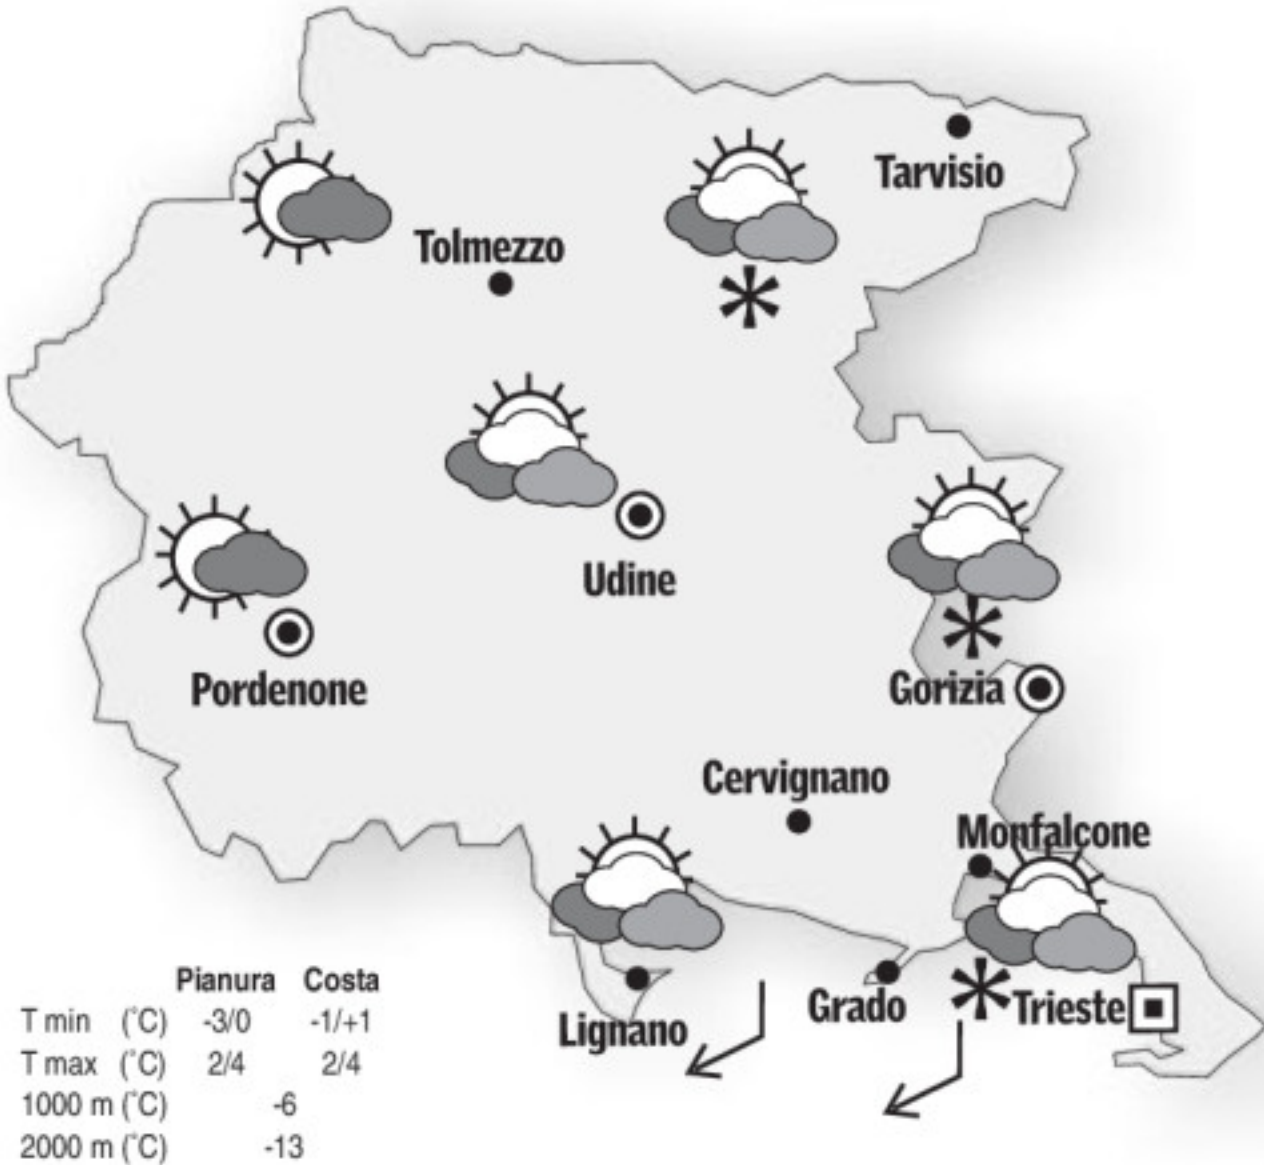 Tarvisio
Tolmezzo
Udine
Pordenone
Gorizia
Cervignano
Monfalcone
Grado
Trieste
Lignano
Pianura Costa
T min (°C) -3/0 -1/+1
T max (°C) 2/4 2/4
1000 m (°C) -6
2000 m (°C) -13